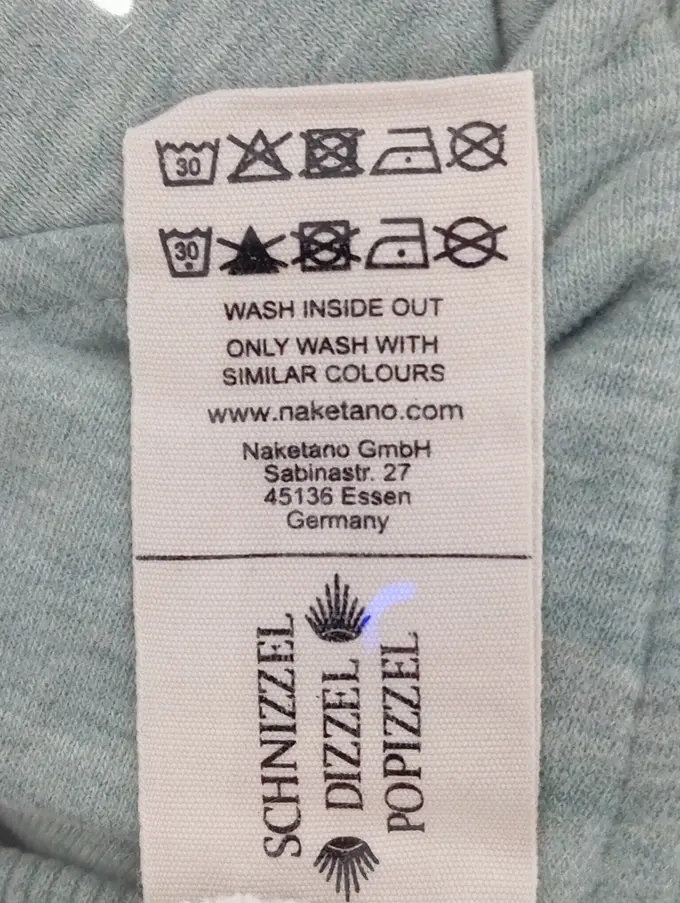 30
30
WASH INSIDE OUT
ONLY WASH WITH
SIMILAR COLOURS
www.naketano.com
Naketano GmbH
Sabinastr. 27
45136 Essen
Germany
SCHNIZZEL
DIZZEL
POPIZZEL